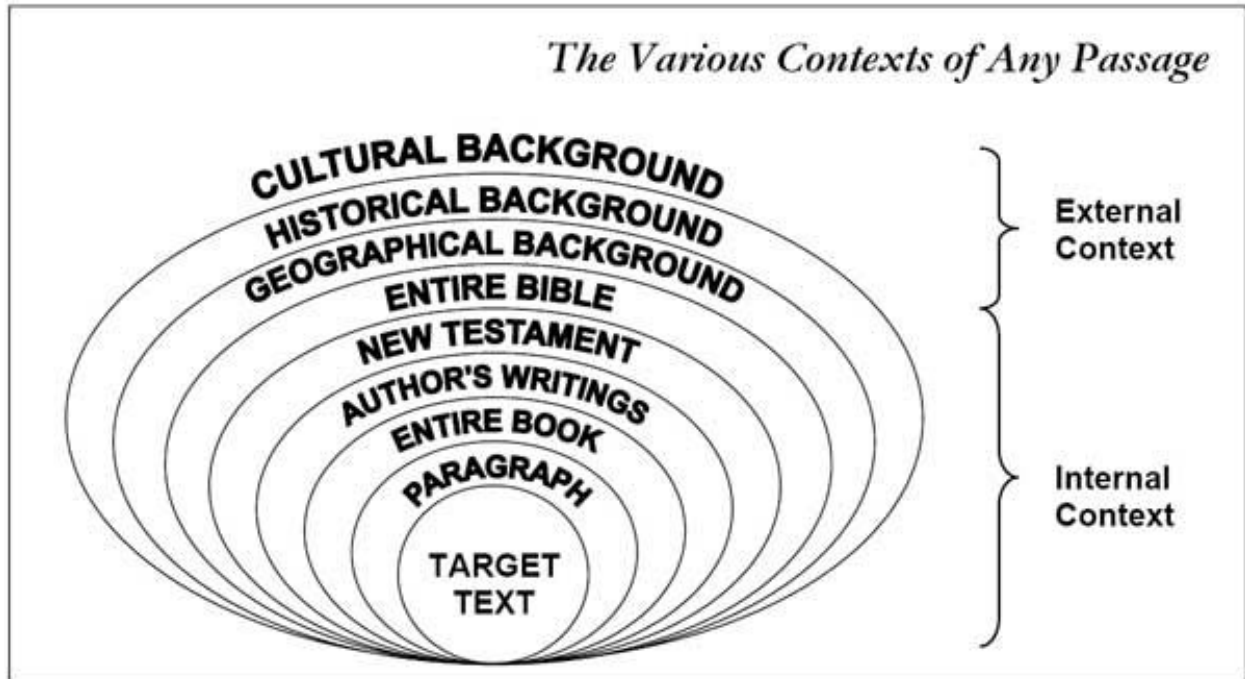 The Various Contexts of Any Passage
CULTURAL BACKGROUND
HISTORICAL BACKGROUND
GEOGRAPHICAL BACKGROUND
ENTIRE BIBLE
NEW TESTAMENT
AUTHOR'S WRITINGS
ENTIRE BOOK
PARAGRAPH
TARGET
TEXT
External
Context
Internal
Context